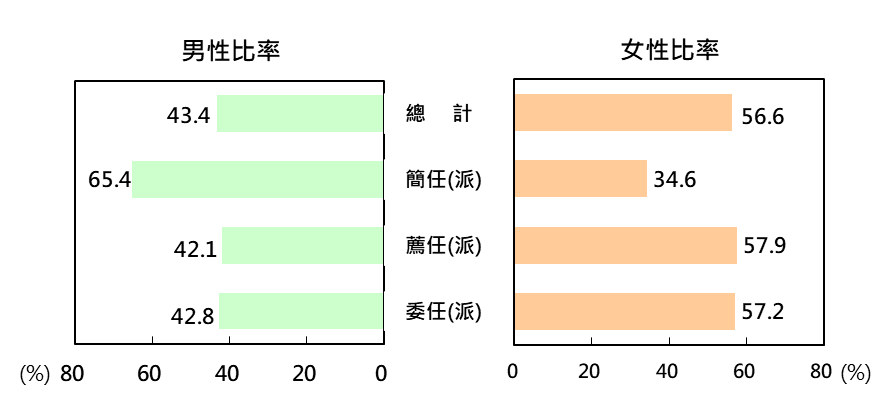 男性比率 女性比率
43.4 總 計 56.6
65.4 簡任(派) 34.6
42.1 薦任(派) 57.9
42.8 委任(派) 57.2
(%) 80 60 40 20 0 0 20 40 60 80 (%)